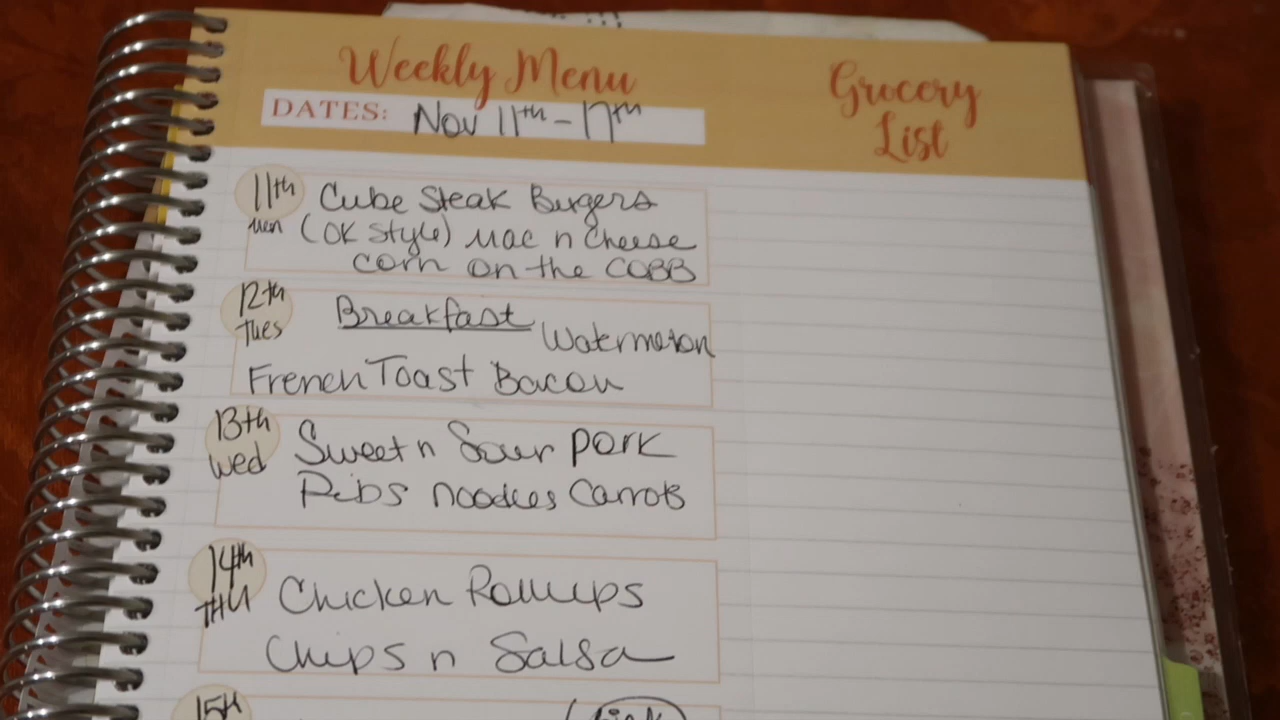 Weekly Menu
DATES: Nov 11th - 17th
Grocery
List
11th
Mon
Cube Steak Burgers
(OK Style) Mac n Cheese
corn on the COBB
12th
Tues
Breakfast
Watermelon
French Toast Bacon
13th
Wed
Sweet n Sour Pork
Ribs noodles Carrots
14th
THU
Chicken Rollups
Chips n Salsa
15th